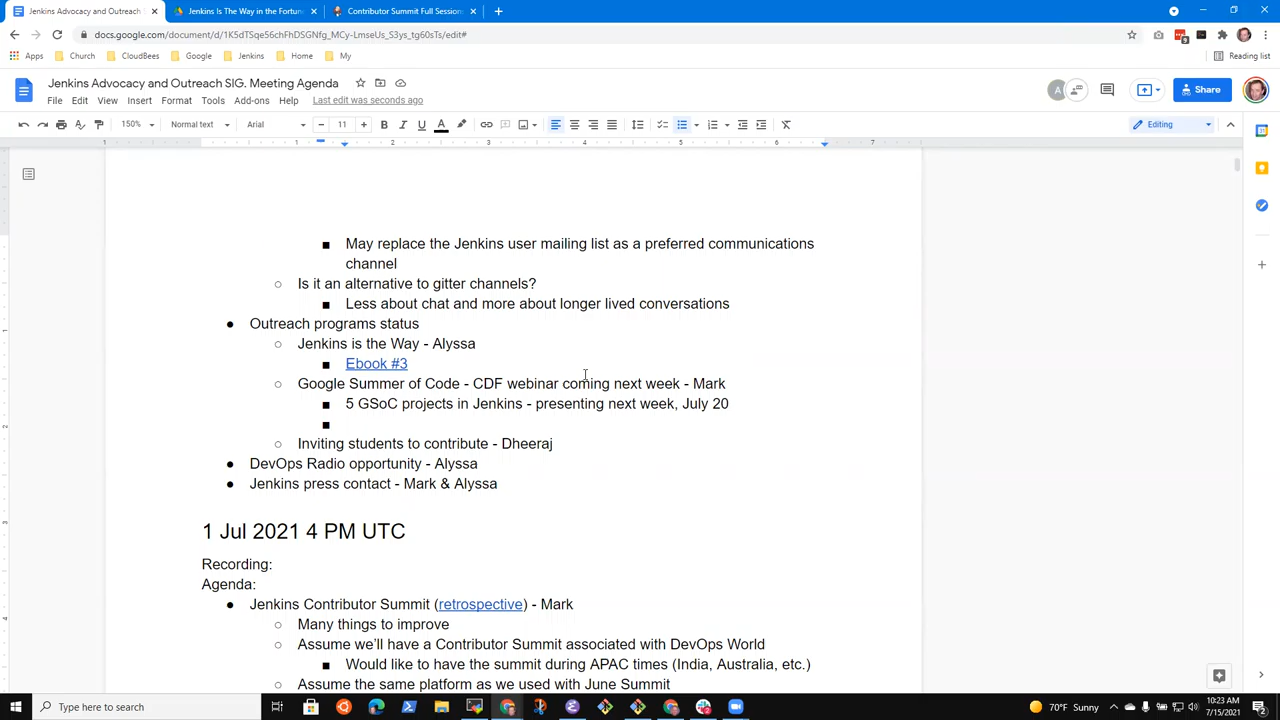 Jenkins Advocacy and Outreach S
Jenkins Is The Way in the Fortune
Contributor Summit Full Session
docs.google.com/document/d/1K5dTSqe56chFhDSGNfg_MCy-LmseUs_S3ys_tg60sTs/edit#
Apps Church CloudBees Google Jenkins Home My Reading list
Jenkins Advocacy and Outreach SIG. Meeting Agenda
File Edit View Insert Format Tools Add-ons Help Last edit was seconds ago
A Share
150% Normal text Arial 11 Editing
1 1 2 3 4 5 6 7
■ May replace the Jenkins user mailing list as a preferred communications
channel
○ Is it an alternative to gitter channels?
■ Less about chat and more about longer lived conversations
● Outreach programs status
○ Jenkins is the Way - Alyssa
■ Ebook #3
○ Google Summer of Code - CDF webinar coming next week - Mark
■ 5 GSoC projects in Jenkins - presenting next week, July 20
■
○ Inviting students to contribute - Dheeraj
● DevOps Radio opportunity - Alyssa
● Jenkins press contact - Mark & Alyssa
1 Jul 2021 4 PM UTC
Recording:
Agenda:
● Jenkins Contributor Summit (retrospective) - Mark
○ Many things to improve
○ Assume we'll have a Contributor Summit associated with DevOps World
■ Would like to have the summit during APAC times (India, Australia, etc.)
○ Assume the same platform as we used with June Summit
Type here to search
70°F Sunny
10:23 AM
7/15/2021